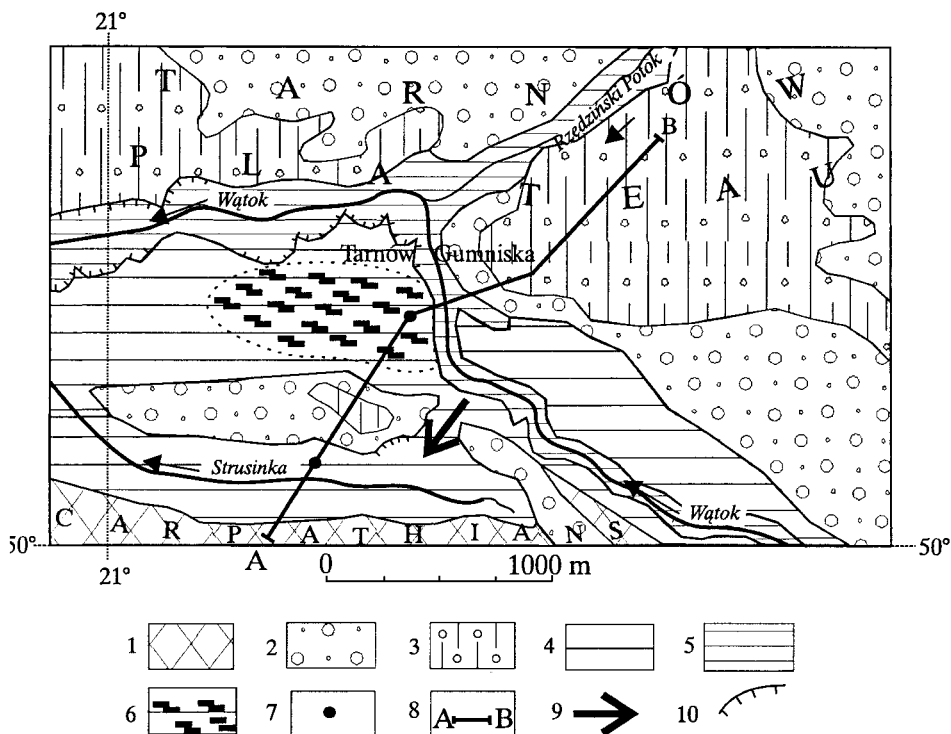 21°
T A R N Ó W
Rzędziński Potok
B
P L A T E A U
Wątok
Tarnów Gumniska
Strusinka
Wątok
C A R P A T H I A N S
50°
50°
A
21°
0 1000 m
1 2 3 4 5
6 7 8 A B 9 10